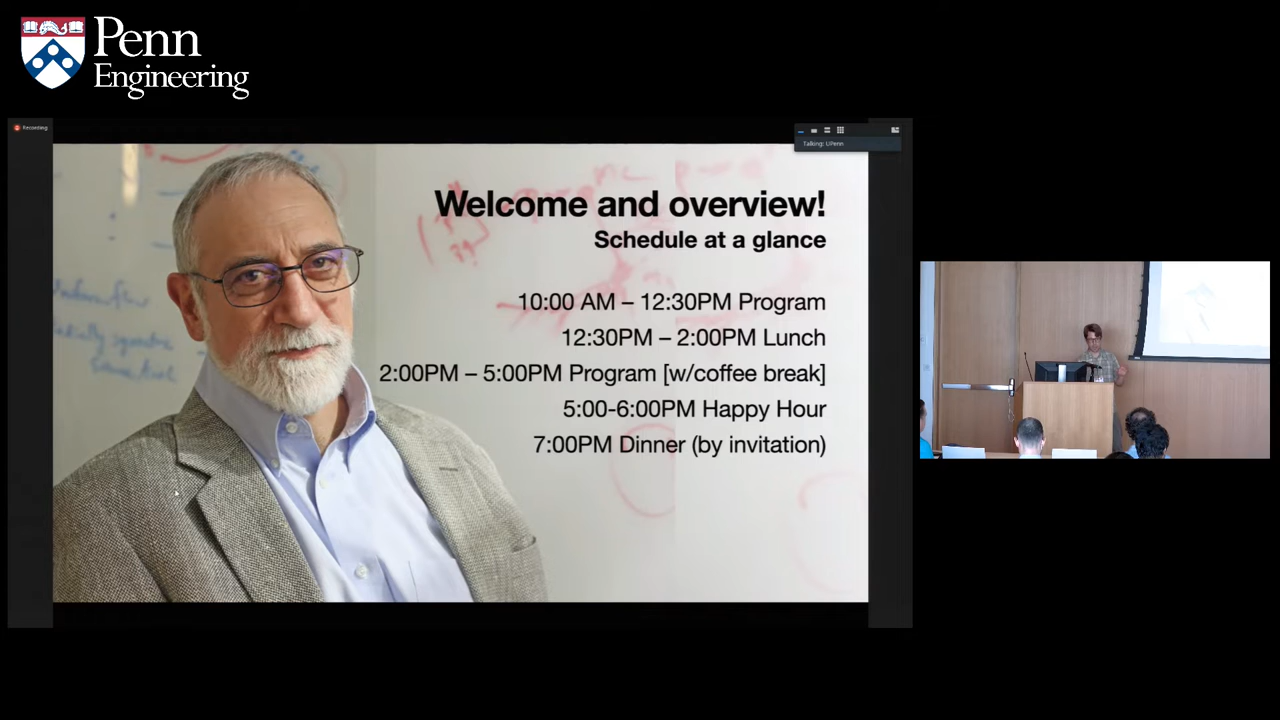 Penn
Engineering
Recording
Talking: UPenn
Welcome and overview!
Schedule at a glance
10:00 AM – 12:30PM Program
12:30PM – 2:00PM Lunch
2:00PM – 5:00PM Program [w/coffee break]
5:00-6:00PM Happy Hour
7:00PM Dinner (by invitation)